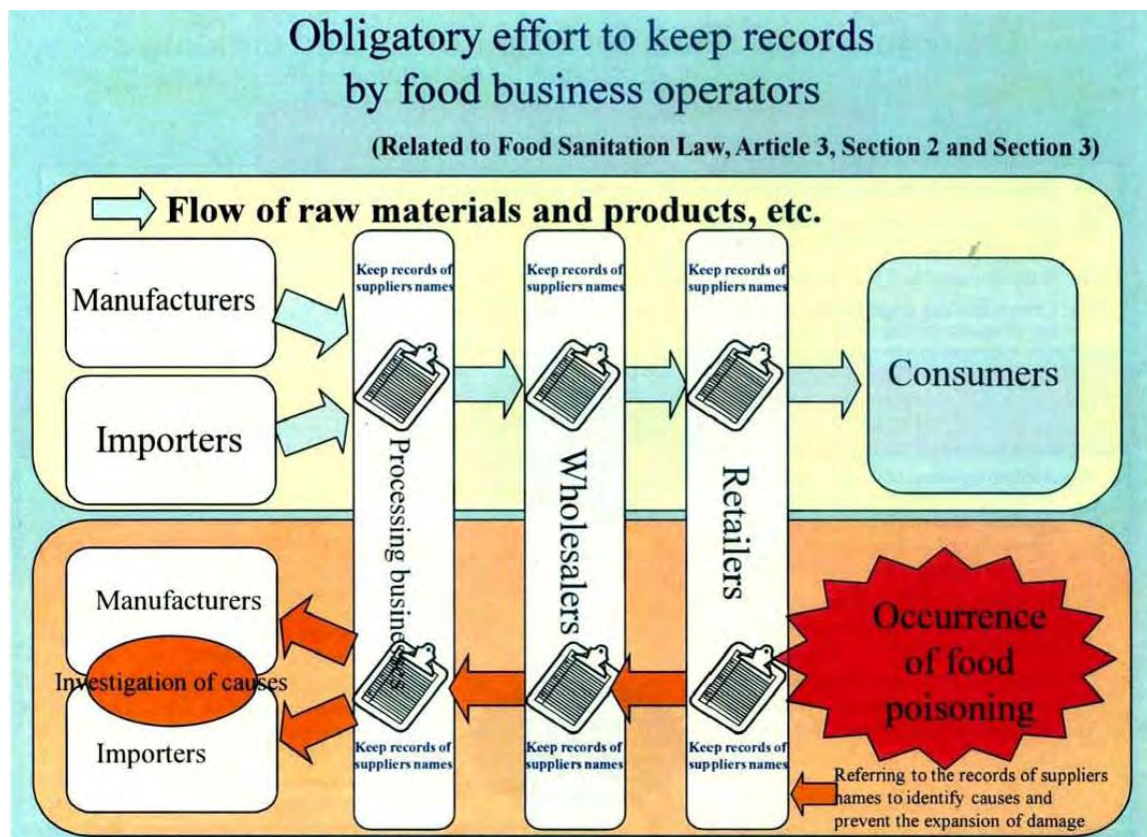 Obligatory effort to keep records
by food business operators
(Related to Food Sanitation Law, Article 3, Section 2 and Section 3)
Flow of raw materials and products, etc.
Manufacturers
Importers
Keep records of
suppliers names
Processing businesses
Keep records of
suppliers names
Wholesalers
Keep records of
suppliers names
Retailers
Consumers
Manufacturers
Investigation of causes
Importers
Keep records of
suppliers names
Keep records of
suppliers names
Keep records of
suppliers names
Occurrence
of food
poisoning
Referring to the records of suppliers
names to identify causes and
prevent the expansion of damage